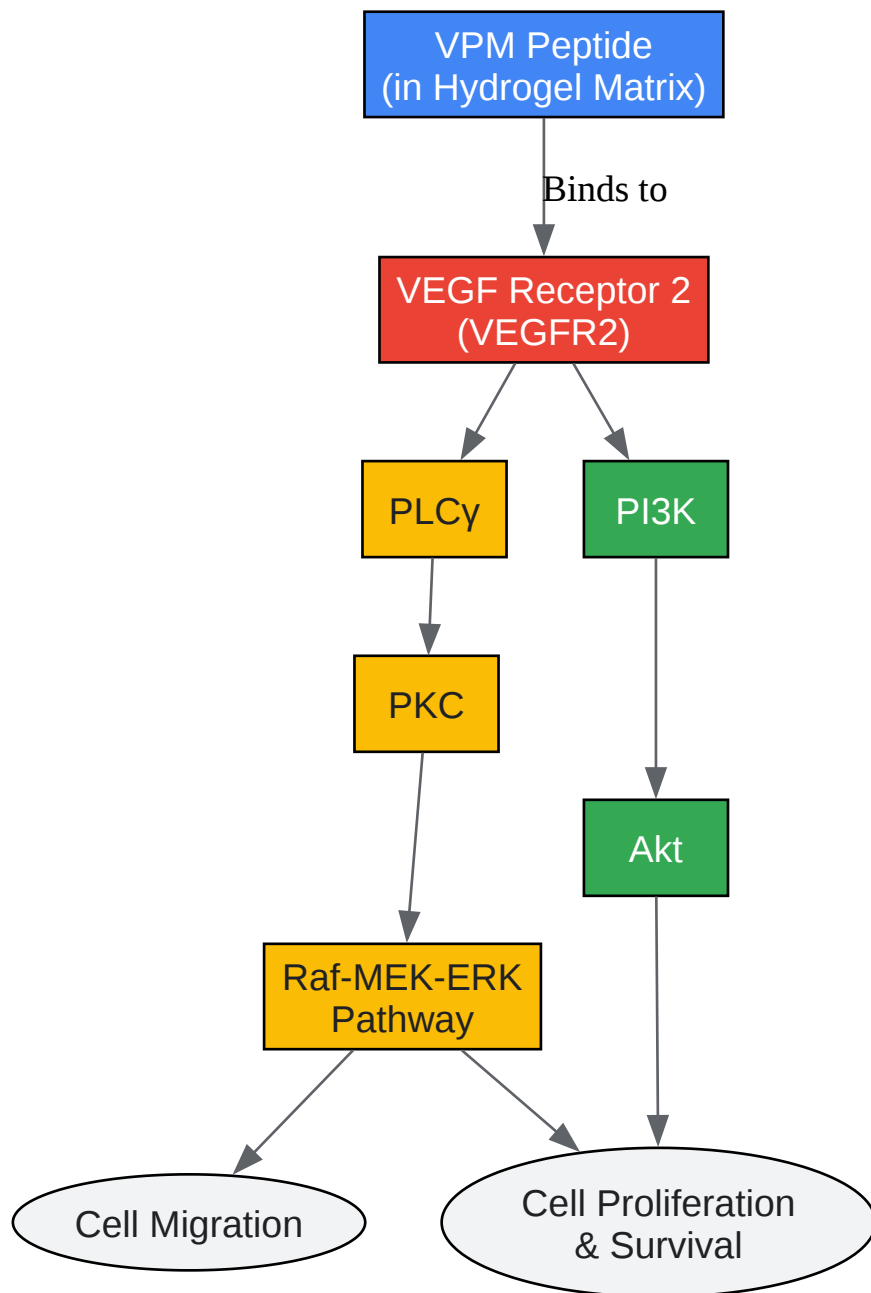 VPM Peptide
(in Hydrogel Matrix)
Binds to
VEGF Receptor 2
(VEGFR2)
PLCγ
PI3K
PKC
Akt
Raf-MEK-ERK
Pathway
Cell Migration
Cell Proliferation
& Survival